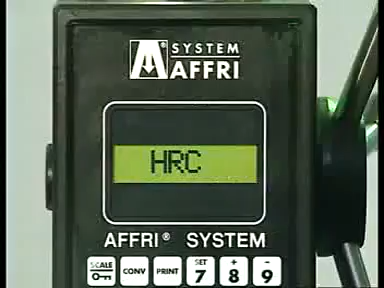 SYSTEM
AFFRI
HRC
AFFRI® SYSTEM
SCALE CONV PRINT SET 7 + 8 - 9